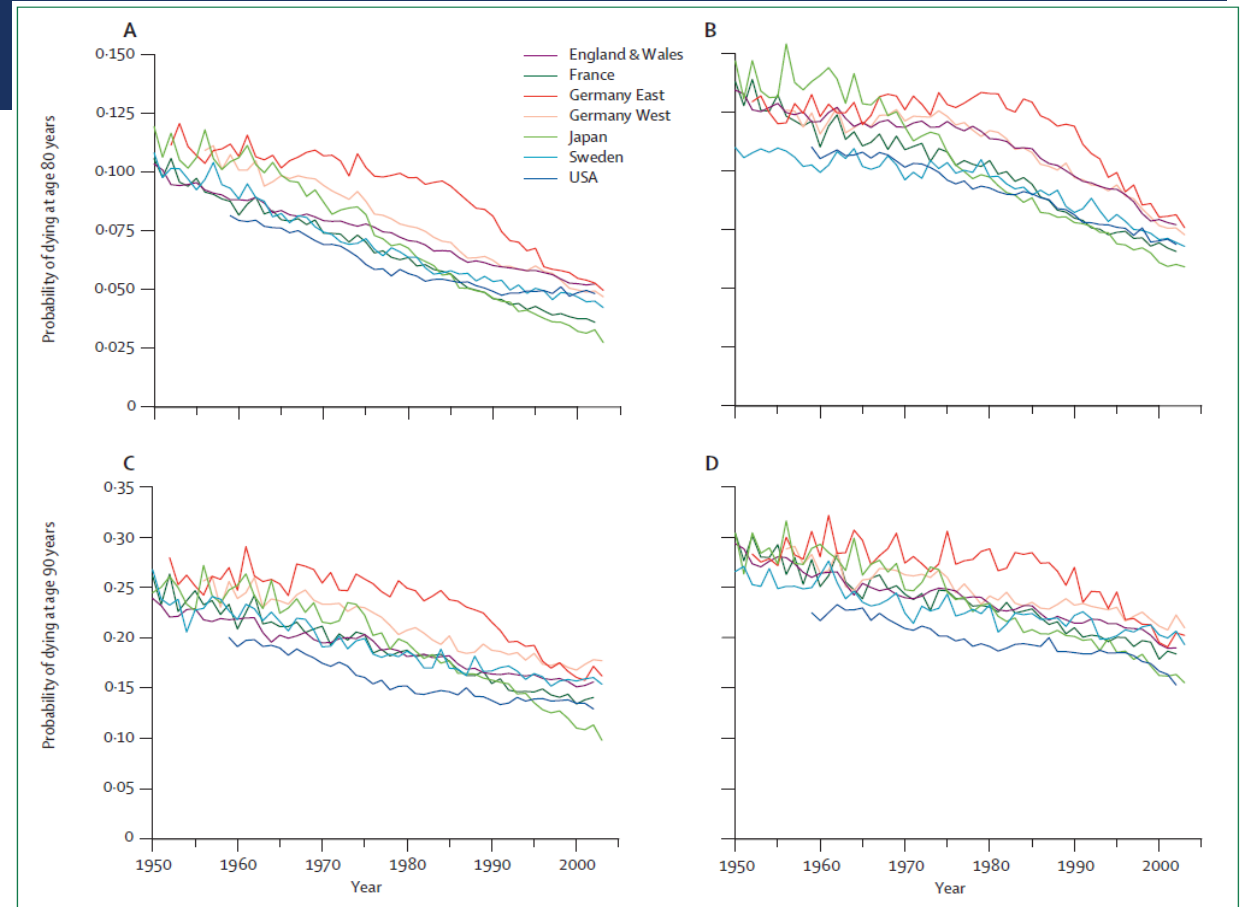 A
B
0·150
0·125
0·100
0·075
0·050
0·025
0
Probability of dying at age 80 years
England & Wales
France
Germany East
Germany West
Japan
Sweden
USA
C
D
0·35
0·30
0·25
0·20
0·15
0·10
0·05
0
Probability of dying at age 90 years
1950 1960 1970 1980 1990 2000
Year
1950 1960 1970 1980 1990 2000
Year